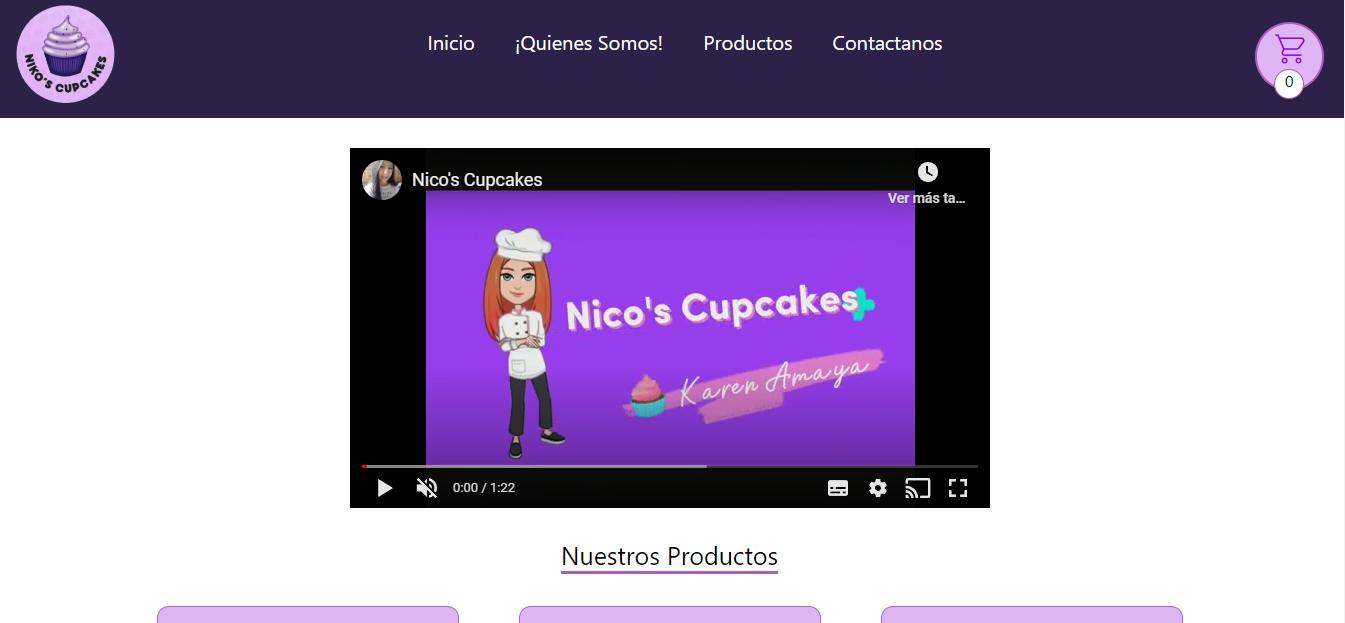 NIKO'S CUPCAKES
Inicio
¡Quienes Somos!
Productos
Contactanos
0
Nico's Cupcakes
Ver más ta...
Nico's Cupcakes
Karen Amaya
0:00 / 1:22
Nuestros Productos